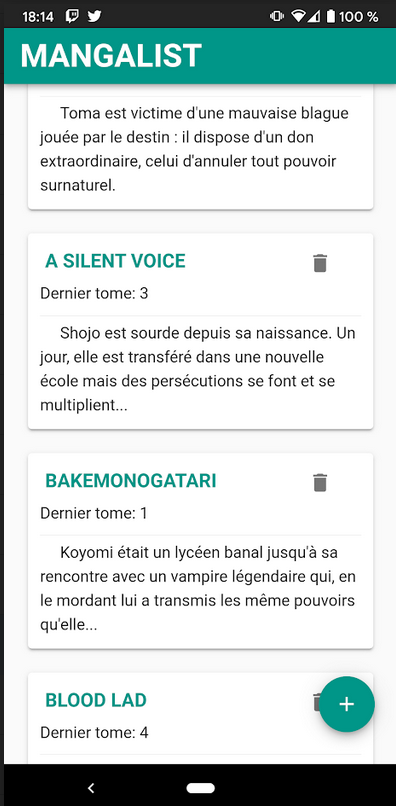 18:14 100 %
MANGALIST
Toma est victime d'une mauvaise blague
jouée par le destin : il dispose d'un don
extraordinaire, celui d'annuler tout pouvoir
surnaturel.
A SILENT VOICE
Dernier tome: 3
Shojo est sourde depuis sa naissance. Un
jour, elle est transféré dans une nouvelle
école mais des persécutions se font et se
multiplient...
BAKEMONOGATARI
Dernier tome: 1
Koyomi était un lycéen banal jusqu'à sa
rencontre avec un vampire légendaire qui, en
le mordant lui a transmis les même pouvoirs
qu'elle...
BLOOD LAD
Dernier tome: 4